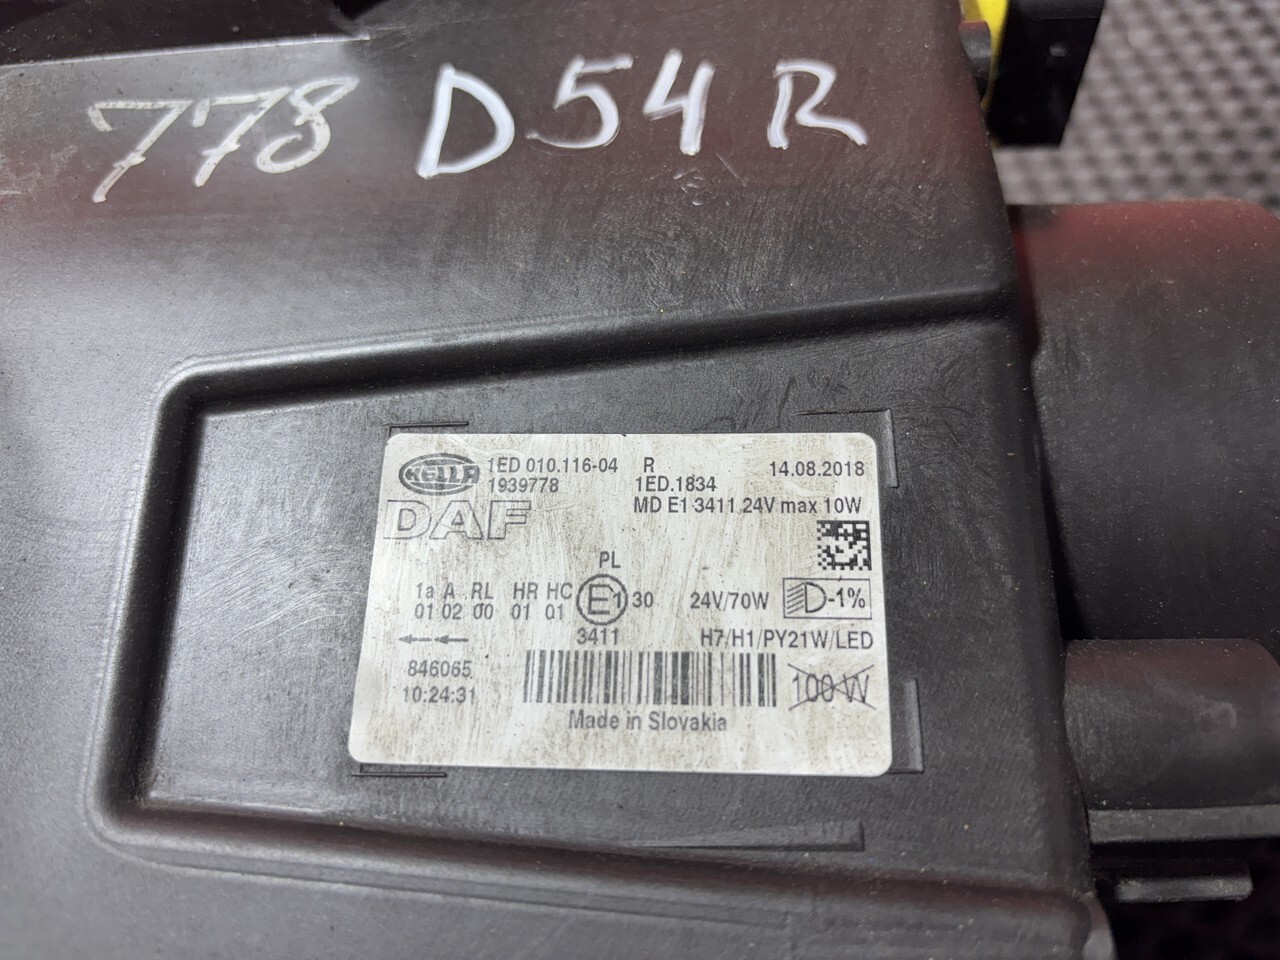 778 D54R
HELLA 1ED 010.116-04 R 14.08.2018
1939778 1ED.1834
DAF MD E1 3411 24V max 10W
PL
1a A RL HR HC E1 30 24V/70W D-1%
01 02 00 01 01
3411 H7/H1/PY21W/LED
846065
10:24:31 100 W
Made in Slovakia